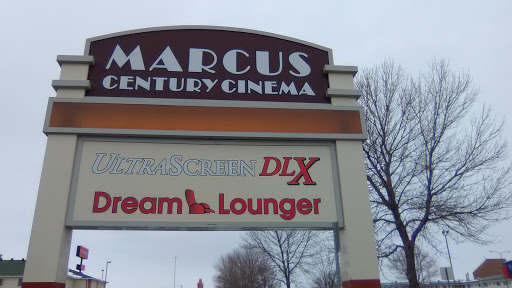 MARCUS
CENTURY CINEMA
ULTRASCREEN DLX
Dream Lounger